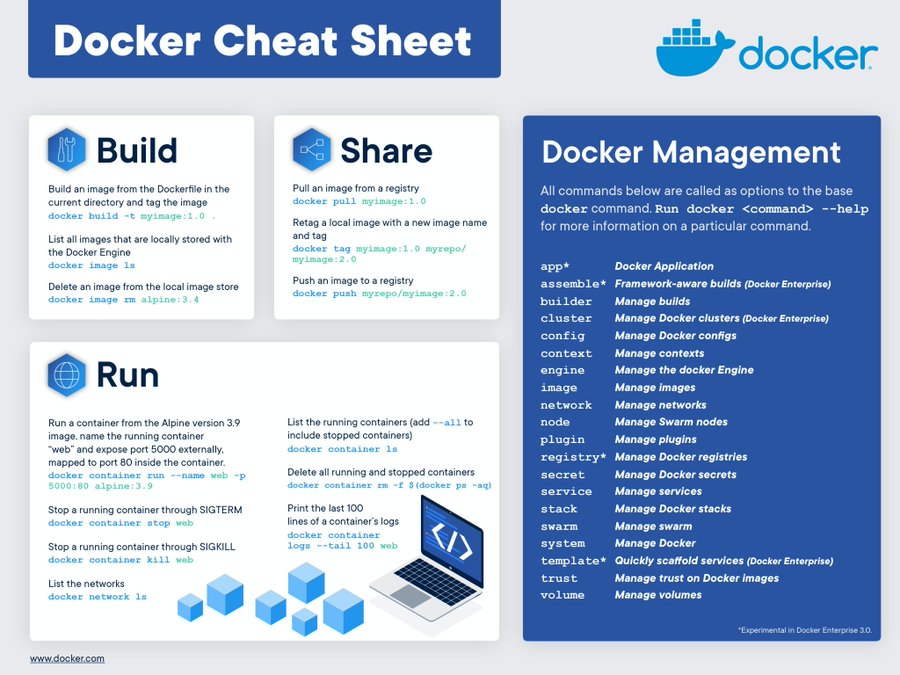 Docker Cheat Sheet
docker
Build
Build an image from the Dockerfile in the
current directory and tag the image
docker build -t myimage:1.0 .
List all images that are locally stored with
the Docker Engine
docker image ls
Delete an image from the local image store
docker image rm alpine:3.4
Share
Pull an image from a registry
docker pull myimage:1.0
Retag a local image with a new image name
and tag
docker tag myimage:1.0 myrepo/
myimage:2.0
Push an image to a registry
docker push myrepo/myimage:2.0
Run
Run a container from the Alpine version 3.9
image, name the running container
“web” and expose port 5000 externally,
mapped to port 80 inside the container.
docker container run --name web -p
5000:80 alpine:3.9
Stop a running container through SIGTERM
docker container stop web
Stop a running container through SIGKILL
docker container kill web
List the networks
docker network ls
List the running containers (add --all to
include stopped containers)
docker container ls
Delete all running and stopped containers
docker container rm -f $(docker ps -aq)
Print the last 100
lines of a container’s logs
docker container
logs --tail 100 web
</>
Docker Management
All commands below are called as options to the base
docker command. Run docker <command> --help
for more information on a particular command.
app* Docker Application
assemble* Framework-aware builds (Docker Enterprise)
builder Manage builds
cluster Manage Docker clusters (Docker Enterprise)
config Manage Docker configs
context Manage contexts
engine Manage the docker Engine
image Manage images
network Manage networks
node Manage Swarm nodes
plugin Manage plugins
registry* Manage Docker registries
secret Manage Docker secrets
service Manage services
stack Manage Docker stacks
swarm Manage swarm
system Manage Docker
template* Quickly scaffold services (Docker Enterprise)
trust Manage trust on Docker images
volume Manage volumes
*Experimental in Docker Enterprise 3.0.
www.docker.com